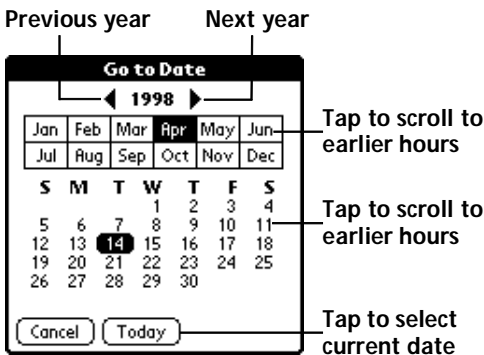 Previous year Next year
Go to Date
1998
Jan Feb Mar Apr May Jun
Jul Aug Sep Oct Nov Dec
Tap to scroll to
earlier hours
S M T W T F S
1 2 3 4
5 6 7 8 9 10 11
12 13 14 15 16 17 18
19 20 21 22 23 24 25
26 27 28 29 30
Tap to scroll to
earlier hours
Cancel Today
Tap to select
current date